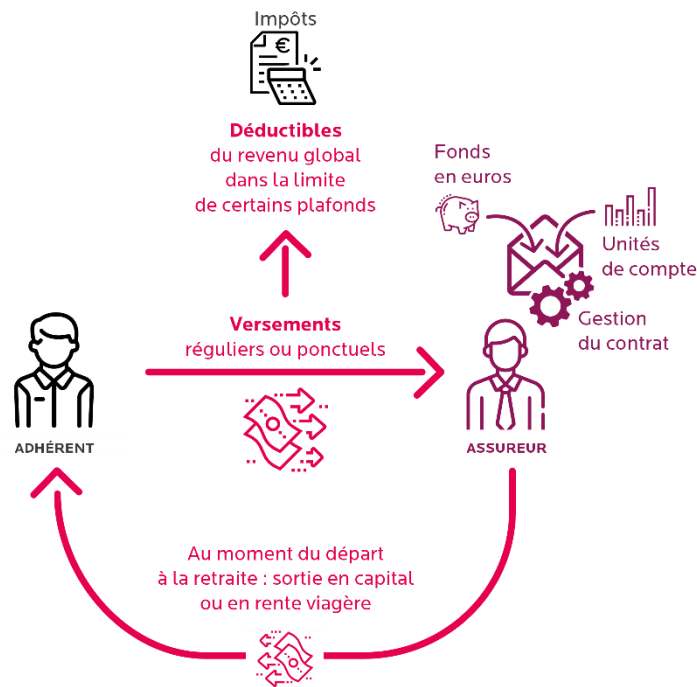 Impôts
€
Déductibles
du revenu global
dans la limite
de certains plafonds
Fonds
en euros
Unités
de compte
Gestion
du contrat
Versements
réguliers ou ponctuels
ADHÉRENT
ASSUREUR
Au moment du départ
à la retraite : sortie en capital
ou en rente viagère